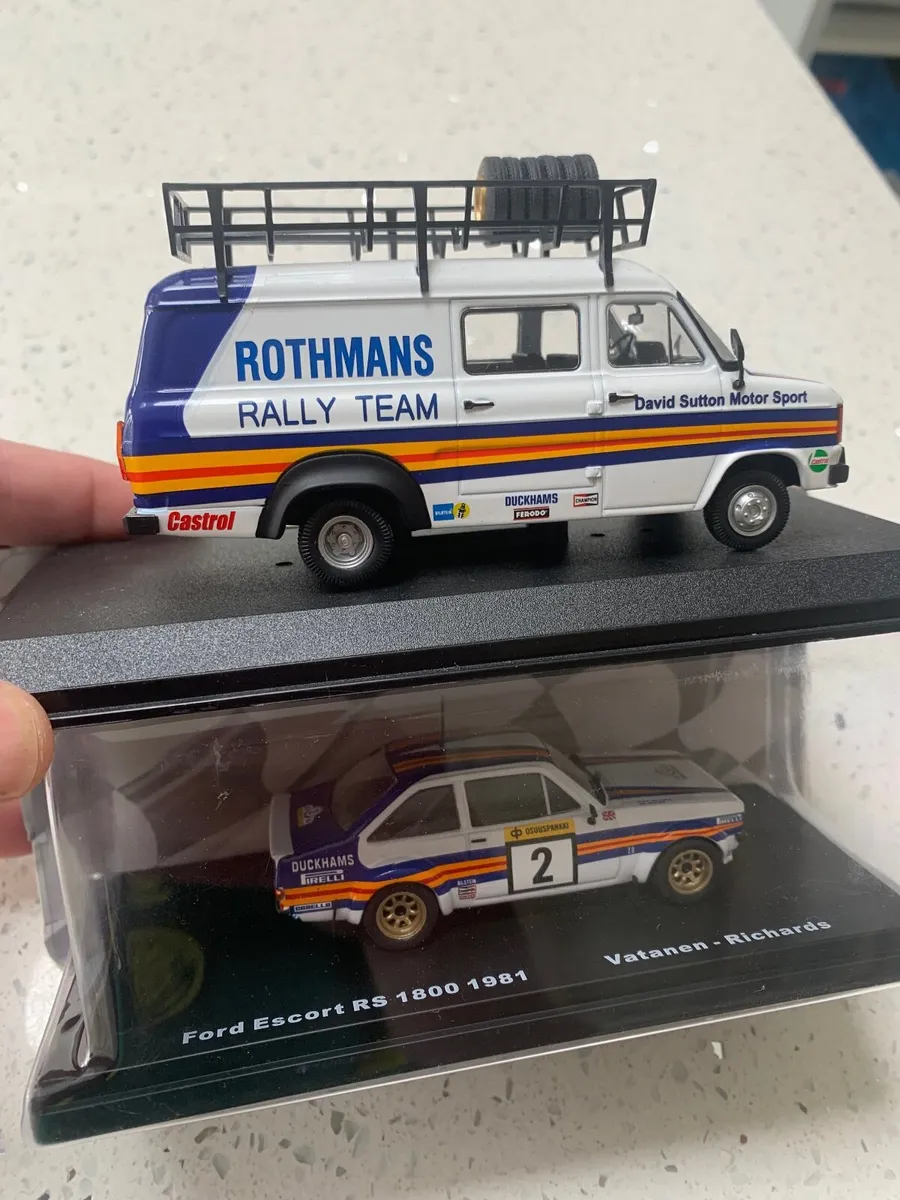 ROTHMANS
RALLY TEAM
David Sutton Motor Sport
Castrol
DUCKHAMS
FERODO
CHAMPION
BILSTEIN
OSUUSPANKKI
2
DUCKHAMS
PIRELLI
Ford Escort RS 1800 1981
Vatanen - Richards